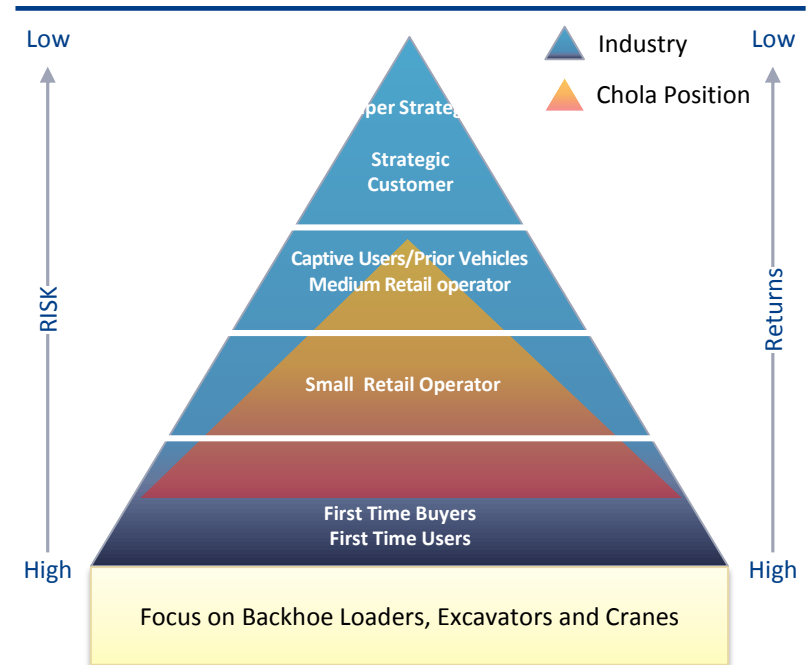 Low
Industry
Low
Chola Position
Strategic
Customer
Captive Users/Prior Vehicles
Medium Retail operator
RISK
Returns
Small  Retail Operator
First Time Buyers
First Time Users
High
High
Focus on Backhoe Loaders, Excavators and Cranes